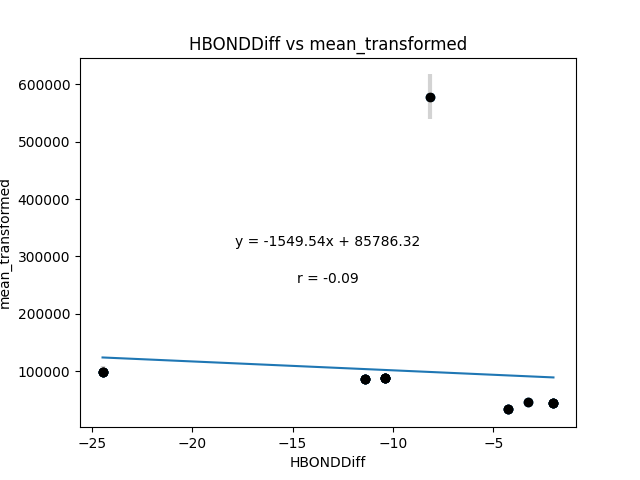 HBONDDiff vs mean_transformed
mean_transformed
600000
500000
400000
300000
200000
100000
y = -1549.54x + 85786.32
r = -0.09
−25
−20
−15
−10
−5
HBONDDiff